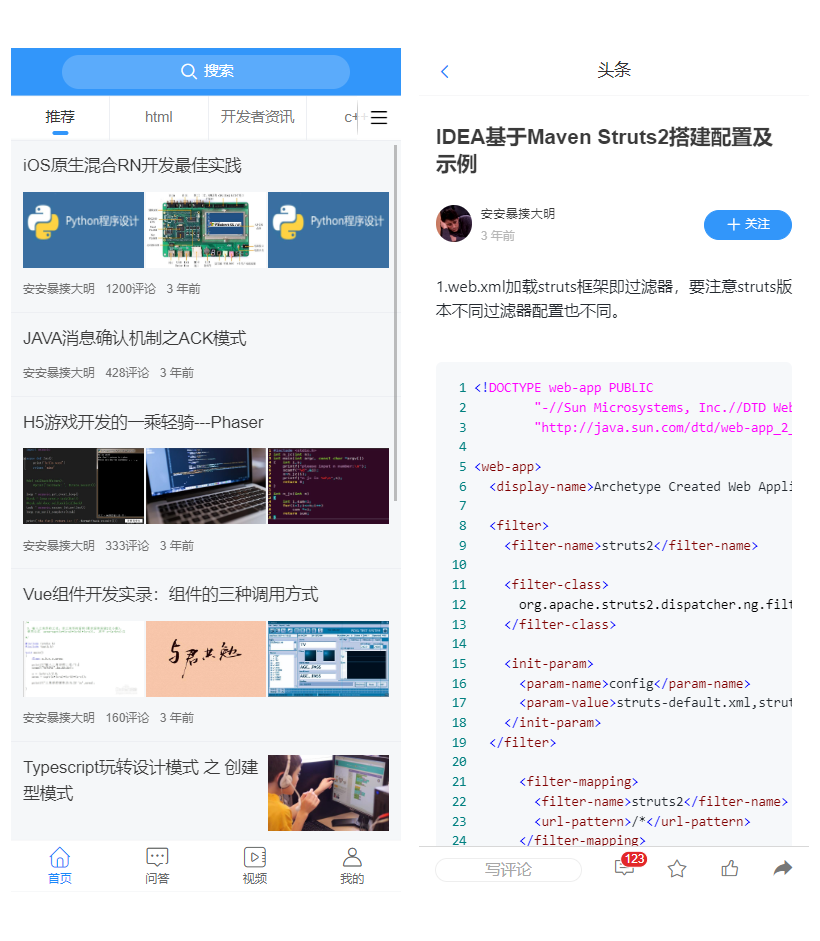 搜索
推荐
html
开发者资讯
c+
iOS原生混合RN开发最佳实践
Python程序设计
Python程序设计
安安暴揍大明 1200评论 3 年前
JAVA消息确认机制之ACK模式
安安暴揍大明 428评论 3 年前
H5游戏开发的一乘轻骑---Phaser
安安暴揍大明 333评论 3 年前
Vue组件开发实录：组件的三种调用方式
与君共勉
安安暴揍大明 160评论 3 年前
Typescript玩转设计模式 之 创建
型模式
首页
问答
视频
我的
头条
IDEA基于Maven Struts2搭建配置及
示例
安安暴揍大明
3 年前
关注
1.web.xml加载struts框架即过滤器，要注意struts版
本不同过滤器配置也不同。
1 <!DOCTYPE web-app PUBLIC
2 "-//Sun Microsystems, Inc.//DTD Web
3 "http://java.sun.com/dtd/web-app_2_
4
5 <web-app>
6 <display-name>Archetype Created Web Appli
7
8 <filter>
9 <filter-name>struts2</filter-name>
10
11 <filter-class>
12 org.apache.struts2.dispatcher.ng.filt
13 </filter-class>
14
15 <init-param>
16 <param-name>config</param-name>
17 <param-value>struts-default.xml,strut
18 </init-param>
19 </filter>
20
21 <filter-mapping>
22 <filter-name>struts2</filter-name>
23 <url-pattern>/*</url-pattern>
24 </filter-mapping>
写评论
123